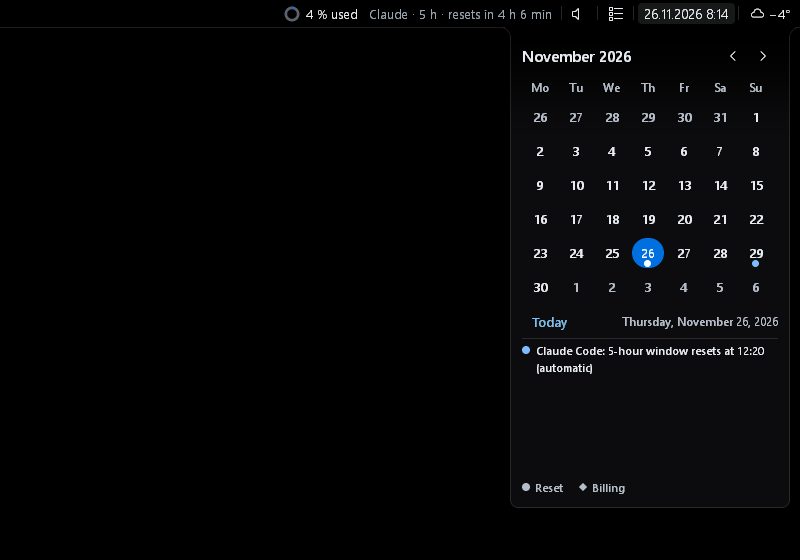 4 % used Claude · 5 h · resets in 4 h 6 min 26.11.2026 8:14 −4°
November 2026
Mo Tu We Th Fr Sa Su
26 27 28 29 30 31 1
2 3 4 5 6 7 8
9 10 11 12 13 14 15
16 17 18 19 20 21 22
23 24 25 26 27 28 29
30 1 2 3 4 5 6
Today Thursday, November 26, 2026
Claude Code: 5-hour window resets at 12:20
(automatic)
Reset Billing